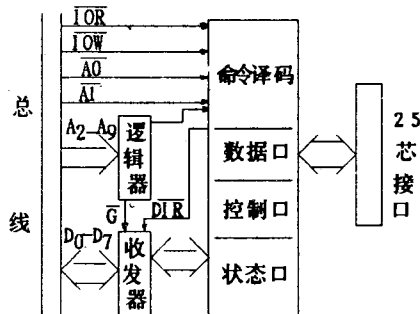 IOR
IOW
A0
A1
总线
A2—A9
逻辑器
G
DIR
D0—D7
收发器
命令译码
数据口
控制口
状态口
25芯接口